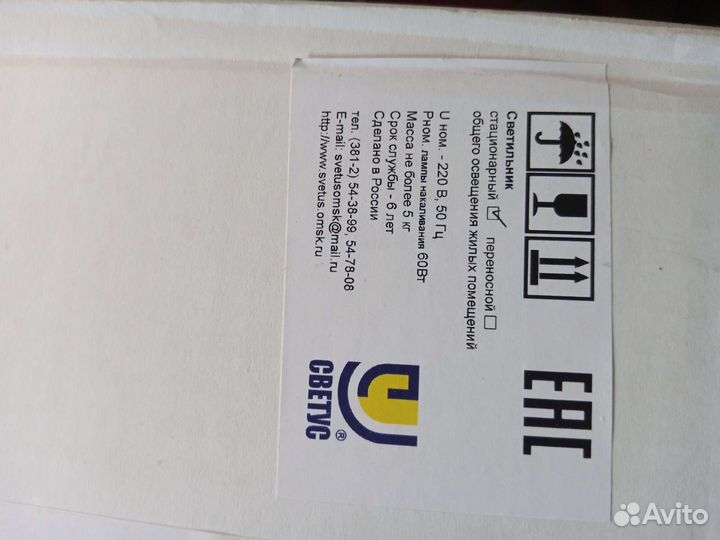 EAC
Светильник
стационарный переносной
общего освещения жилых помещений
U ном. - 220 В, 50 Гц
Рном. лампы накаливания 60Вт
Масса не более 5 кг
Срок службы - 6 лет
Сделано в России
тел. (381-2) 54-38-99, 54-78-08
E-mail: svetusomsk@mail.ru
http://www.svetus.omsk.ru
СВЕТУС ®
Avito